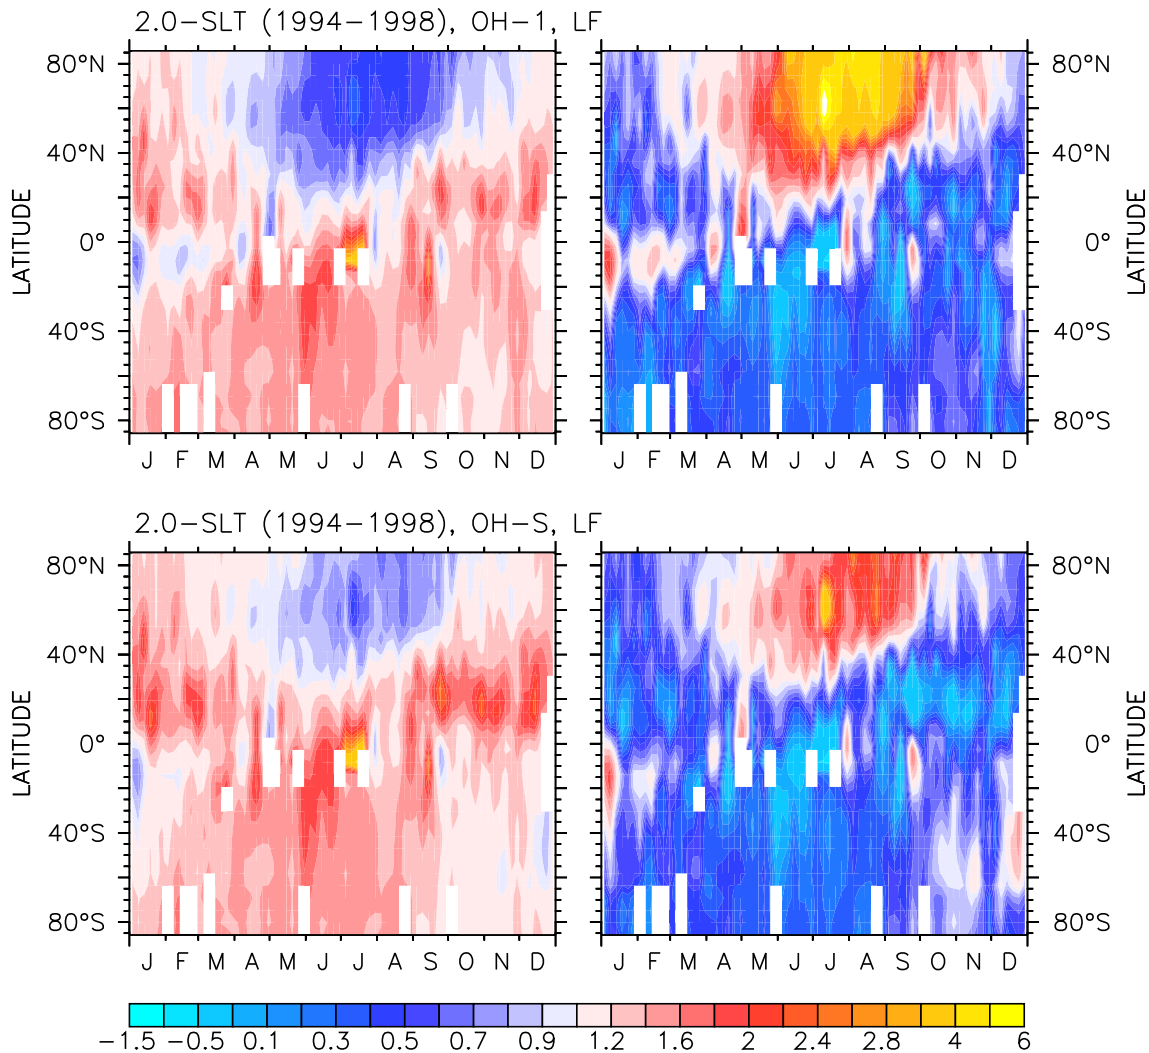 2.0-SLT (1994-1998), OH-1, LF
80°N 80°N
40°N 40°N
0° 0°
40°S 40°S
80°S 80°S
LATITUDE LATITUDE
J F M A M J J A S O N D J F M A M J J A S O N D
2.0-SLT (1994-1998), OH-S, LF
80°N 80°N
40°N 40°N
0° 0°
40°S 40°S
80°S 80°S
LATITUDE LATITUDE
J F M A M J J A S O N D J F M A M J J A S O N D
-1.5 -0.5 0.1 0.3 0.5 0.7 0.9 1.2 1.6 2 2.4 2.8 4 6